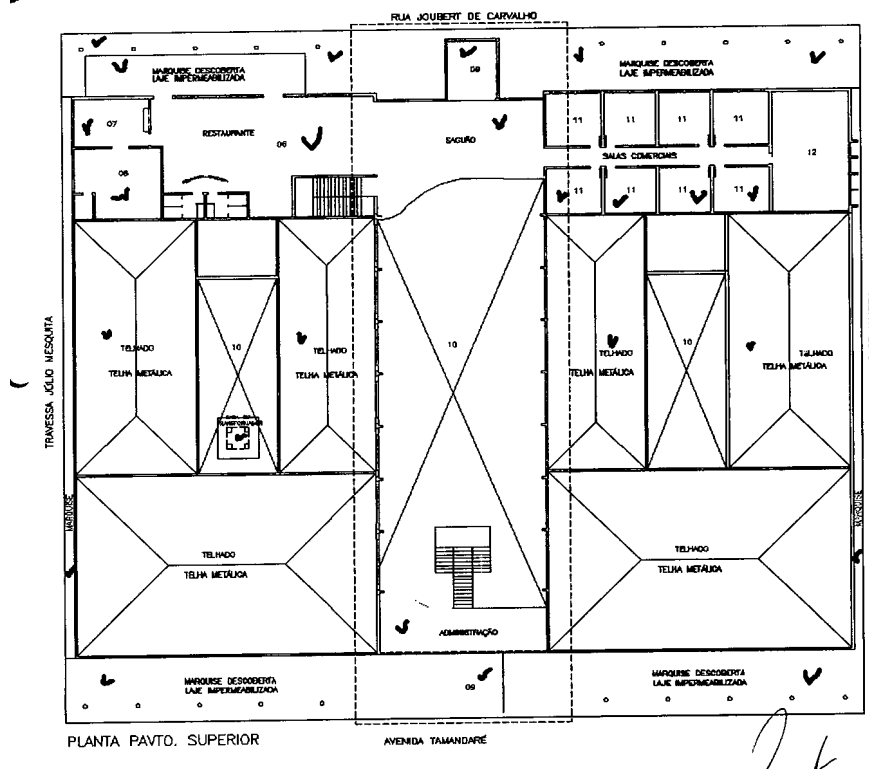 RUA JOUBERT DE CARVALHO
MARQUISE DESCOBERTA
LAJE IMPERMEABILIZADA
09
MARQUISE DESCOBERTA
LAJE IMPERMEABILIZADA
07
RESTAURANTE
06
SAGUÃO
11
11
11
11
SALAS COMERCIAIS
12
08
11
11
11
11
TRAVESSA JÚLIO MESQUITA
TELHADO
TELHA METÁLICA
10
TELHADO
TELHA METÁLICA
10
TELHADO
TELHA METÁLICA
10
TELHADO
TELHA METÁLICA
MARQUISE
TELHADO
TELHA METÁLICA
TELHADO
TELHA METÁLICA
MARQUISE
ADMINISTRAÇÃO
MARQUISE DESCOBERTA
LAJE IMPERMEABILIZADA
09
MARQUISE DESCOBERTA
LAJE IMPERMEABILIZADA
PLANTA PAVTO. SUPERIOR
AVENIDA TAMANDARÉ